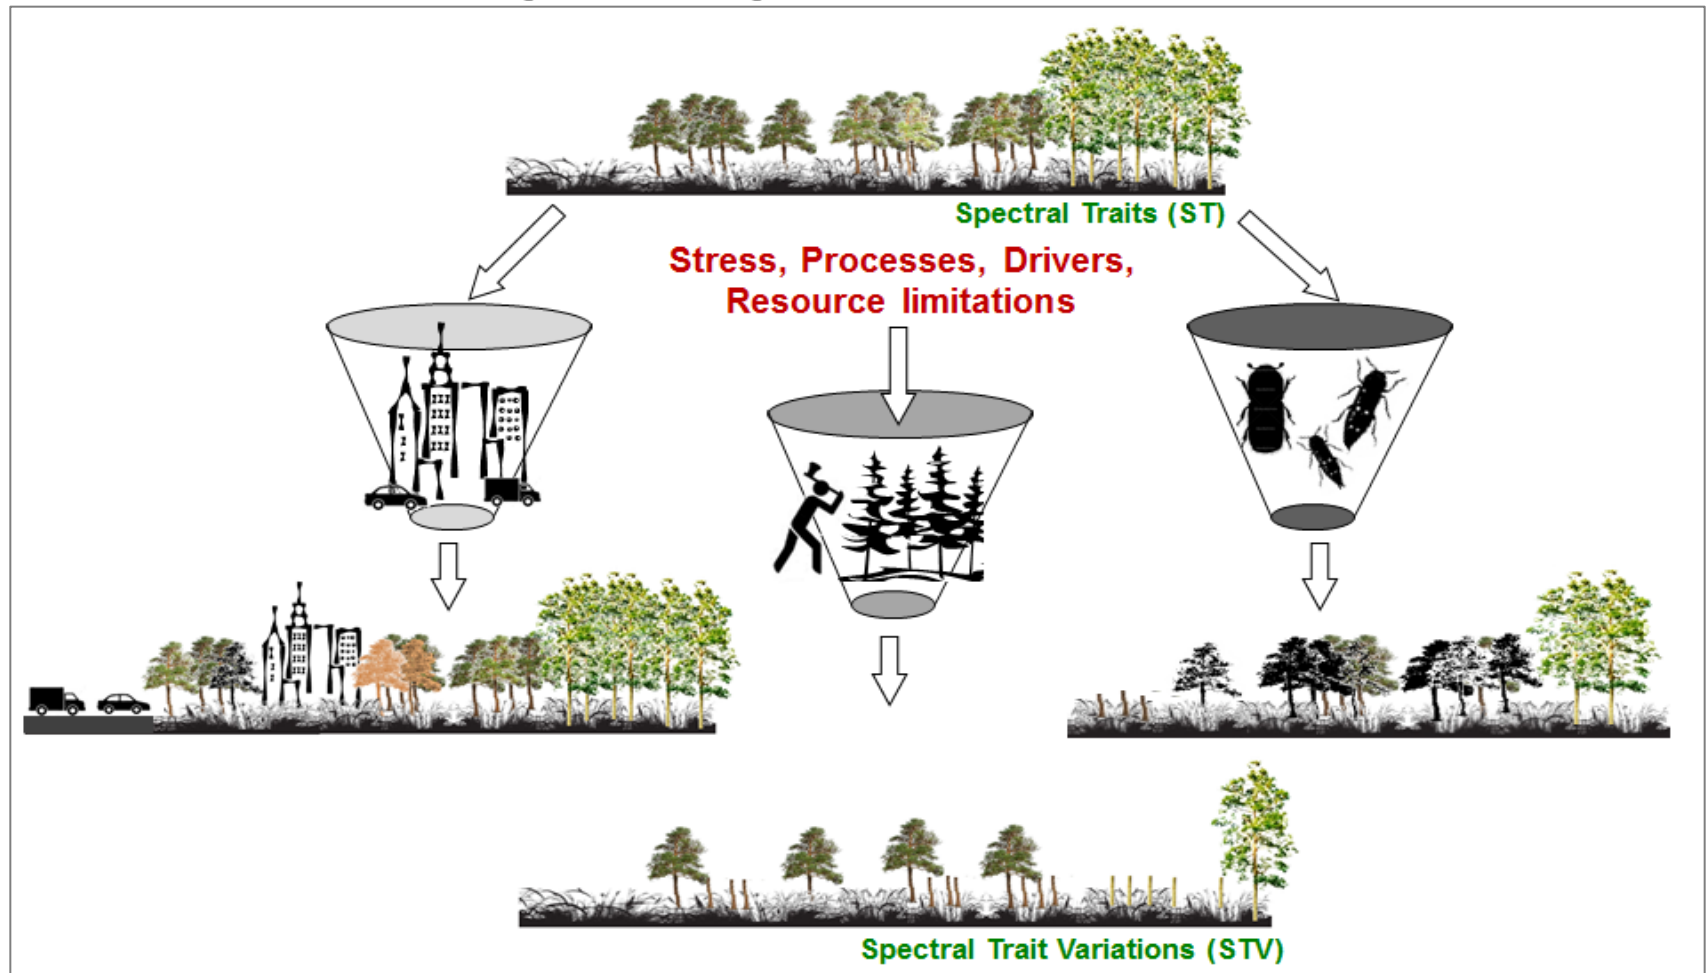 Spectral Traits (ST)
Stress, Processes, Drivers,
Resource limitations
Spectral Trait Variations (STV)